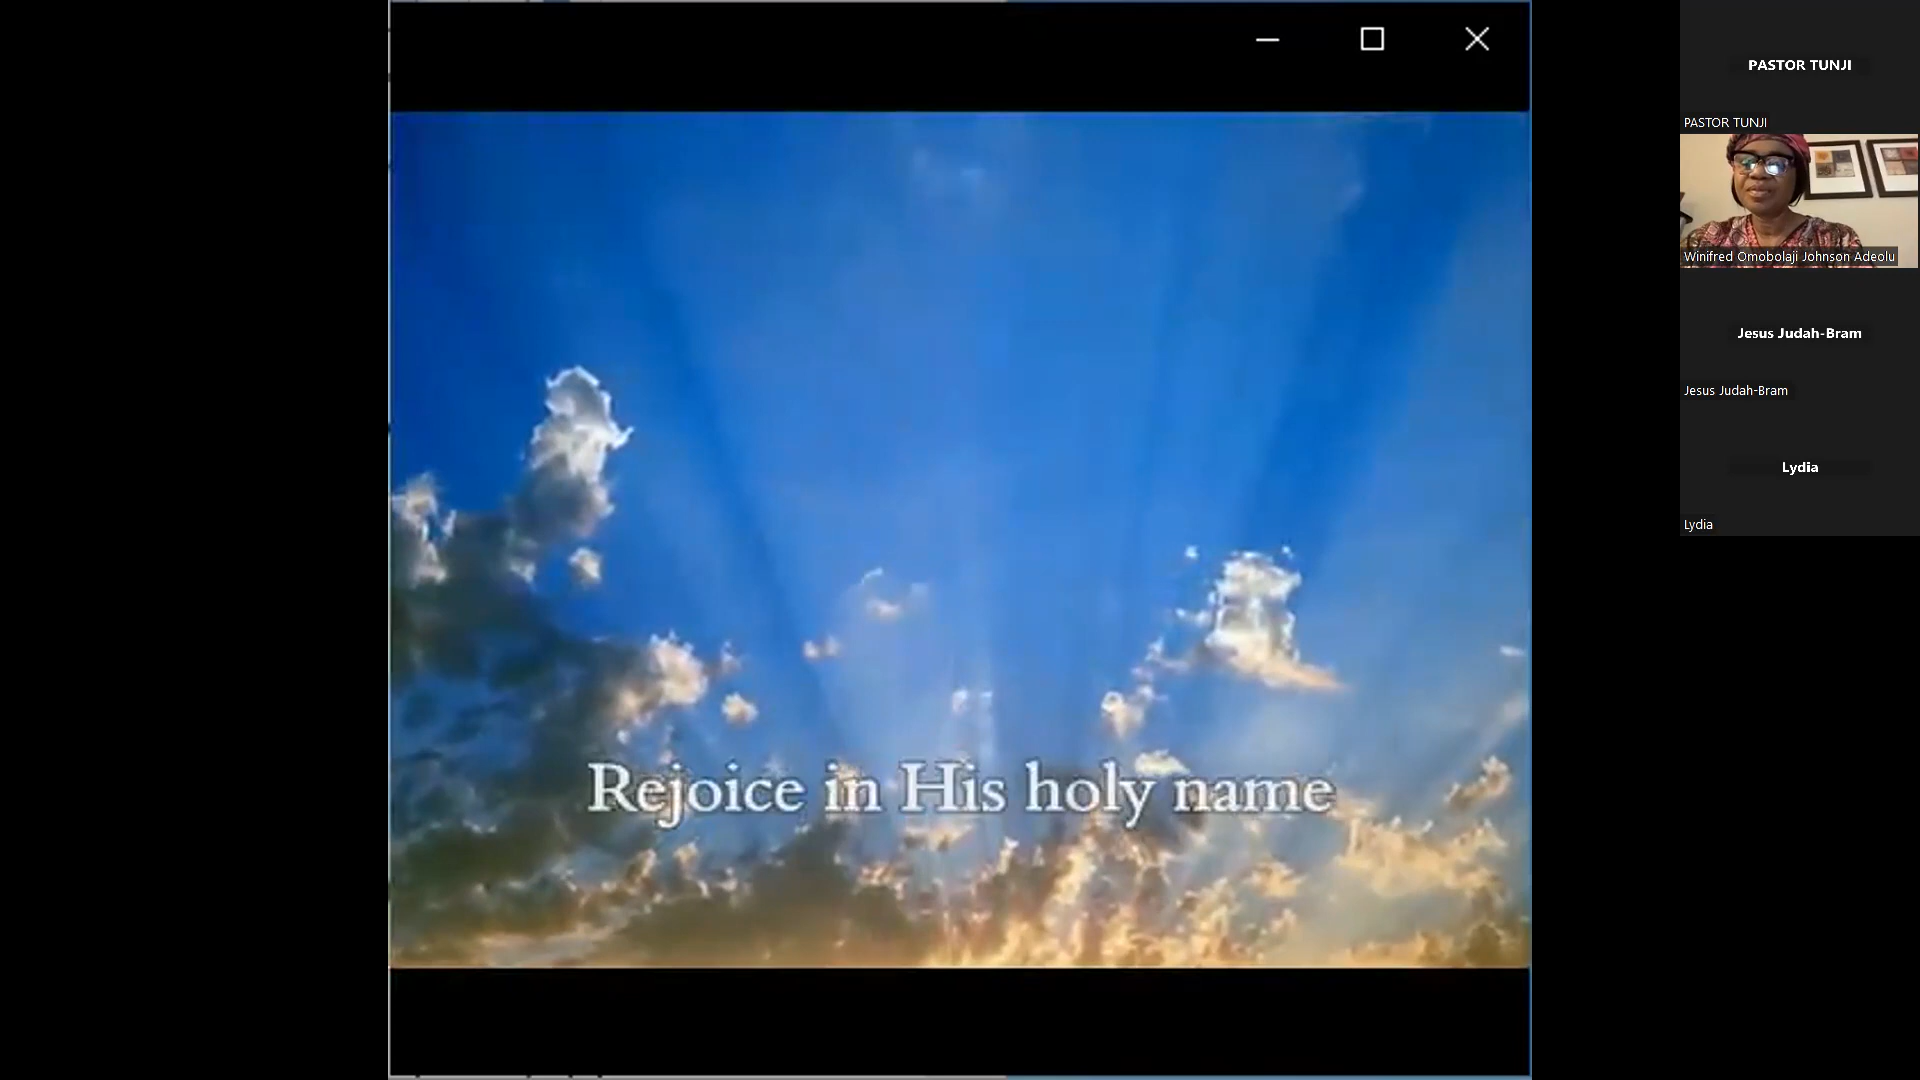 Rejoice in His holy name
PASTOR TUNJI
PASTOR TUNJI
Winifred Omobolaji Johnson Adeolu
Jesus Judah-Bram
Jesus Judah-Bram
Lydia
Lydia